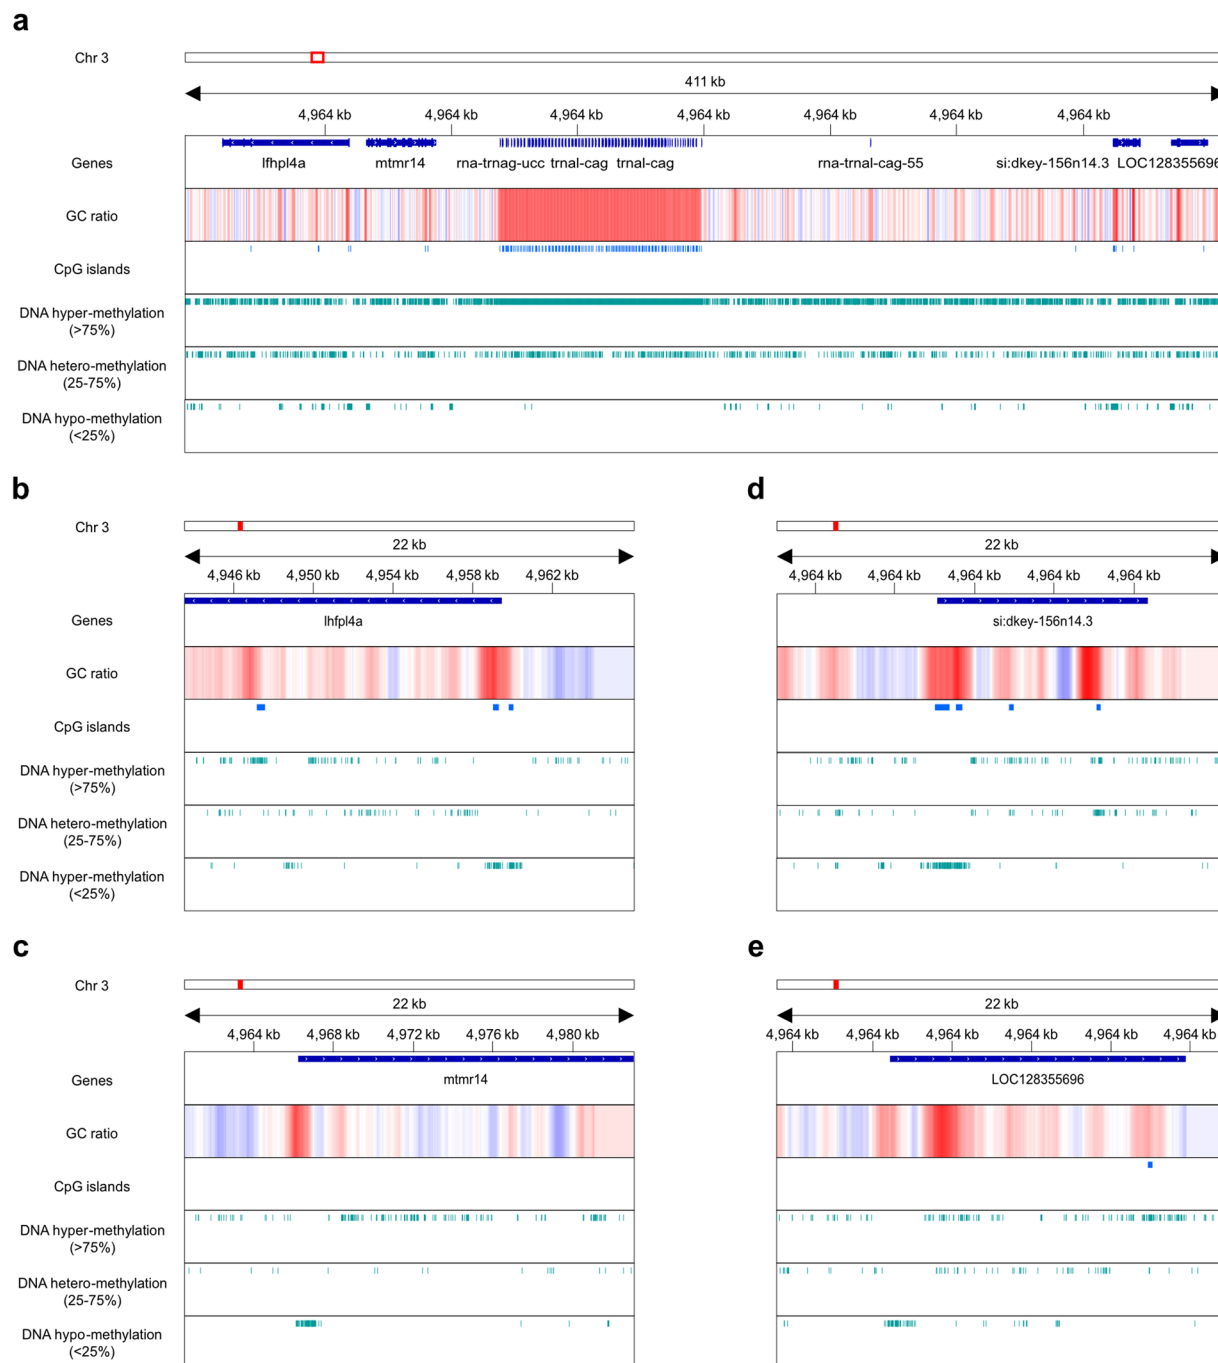 a
Chr 3
411 kb
4,964 kb 4,964 kb 4,964 kb 4,964 kb 4,964 kb 4,964 kb 4,964 kb
Genes
lfhpl4a mtmr14 rna-trnag-ucc trnal-cag trnal-cag rna-trnal-cag-55 si:dkey-156n14.3 LOC128355696
GC ratio
CpG islands
DNA hyper-methylation
(>75%)
DNA hetero-methylation
(25-75%)
DNA hypo-methylation
(<25%)
b
Chr 3
22 kb
4,946 kb 4,950 kb 4,954 kb 4,958 kb 4,962 kb
Genes
lhfpl4a
GC ratio
CpG islands
DNA hyper-methylation
(>75%)
DNA hetero-methylation
(25-75%)
DNA hyper-methylation
(<25%)
d
22 kb
4,964 kb 4,964 kb 4,964 kb 4,964 kb 4,964 kb
si:dkey-156n14.3
c
Chr 3
22 kb
4,964 kb 4,968 kb 4,972 kb 4,976 kb 4,980 kb
Genes
mtmr14
GC ratio
CpG islands
DNA hyper-methylation
(>75%)
DNA hetero-methylation
(25-75%)
DNA hypo-methylation
(<25%)
e
22 kb
4,964 kb 4,964 kb 4,964 kb 4,964 kb 4,964 kb 4,964 kb
LOC128355696